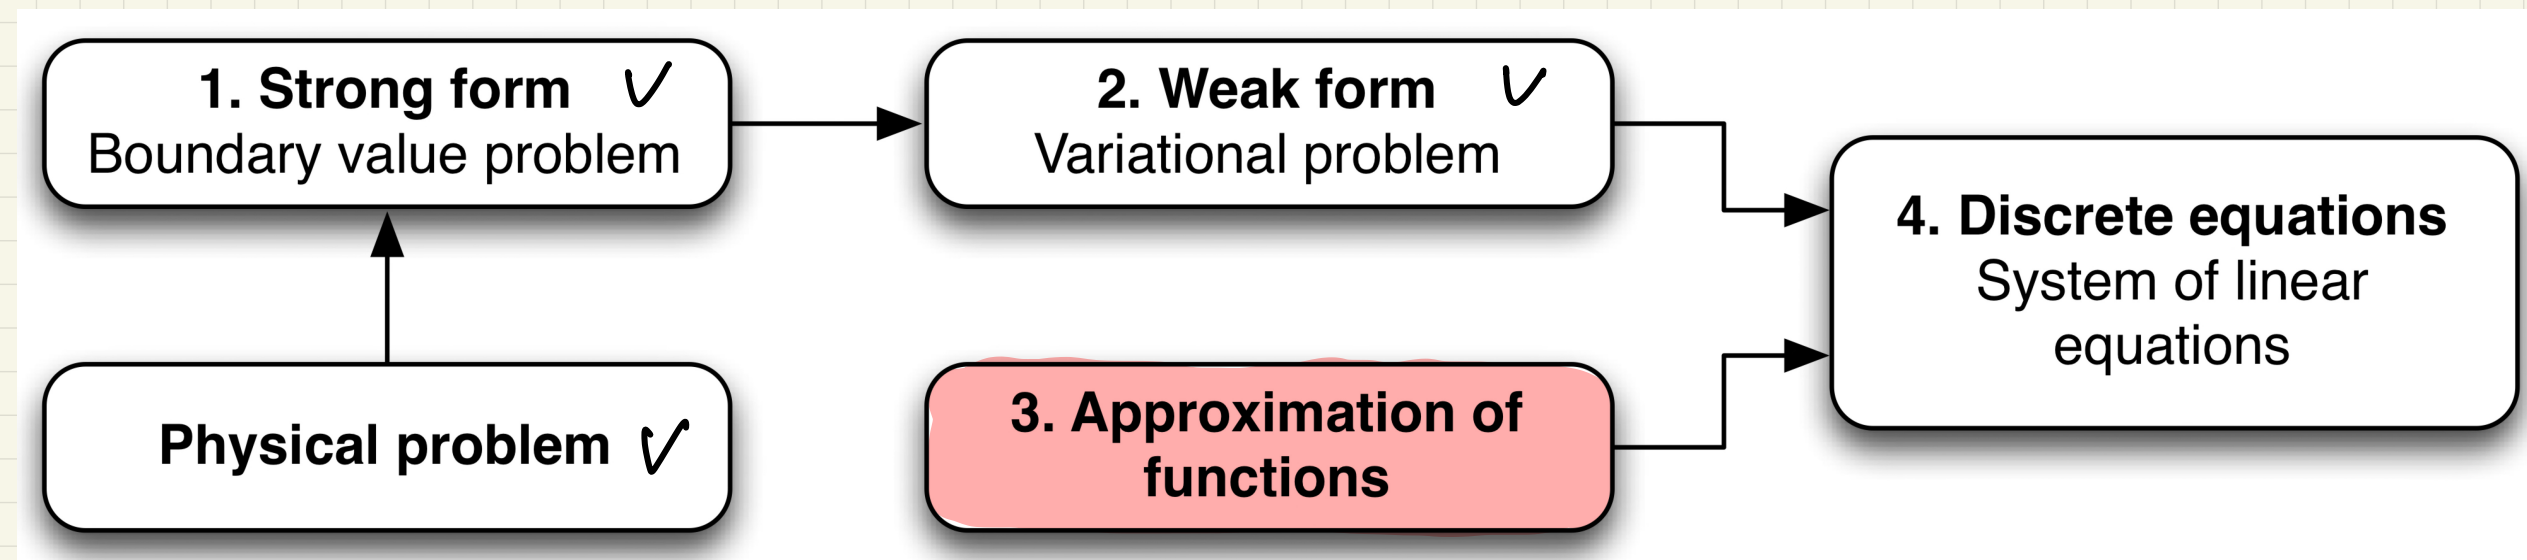 1. Strong form ✓
Boundary value problem
2. Weak form ✓
Variational problem
4. Discrete equations
System of linear
equations
Physical problem ✓
3. Approximation of
functions